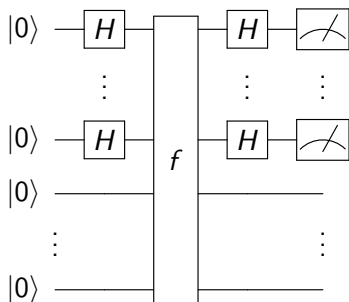 |0⟩ H H
⋮ ⋮ ⋮
|0⟩ H H
f
|0⟩
⋮ ⋮
|0⟩